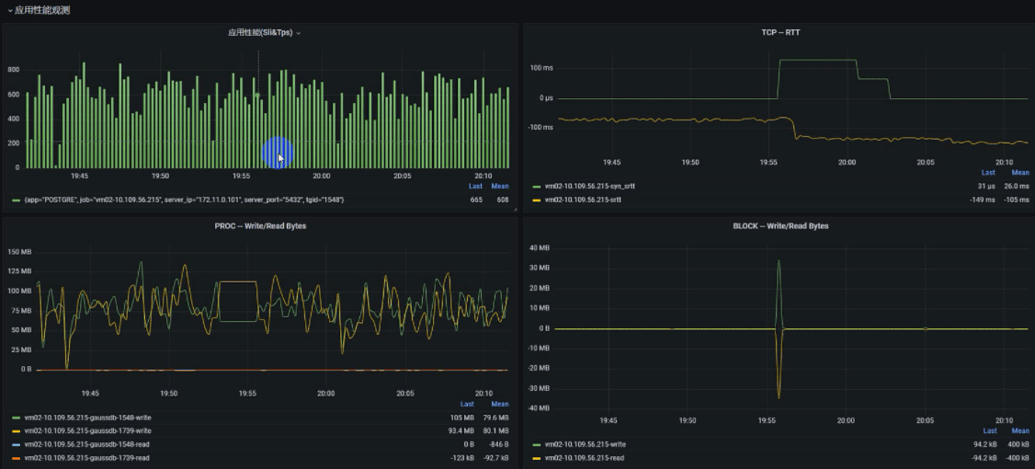 应用性能观测
应用性能(Sli&Tps)
800
600
400
200
0
19:45
19:50
19:55
20:00
20:05
20:10
Last
Mean
{app="POSTGRE", job="vm02-10.109.56.215", server_ip="172.11.0.101", server_port="5432", tgid="1548"}
665
608
TCP -- RTT
100 ms
0 µs
-100 ms
19:45
19:50
19:55
20:00
20:05
20:10
Last
Mean
vm02-10.109.56.215-syn_srtt
31 µs
26.0 ms
vm02-10.109.56.215-srtt
-149 ms
-105 ms
PROC -- Write/Read Bytes
150 MB
125 MB
100 MB
75 MB
50 MB
25 MB
0 B
19:45
19:50
19:55
20:00
20:05
20:10
Last
Mean
vm02-10.109.56.215-gaussdb-1548-write
105 MB
79.6 MB
vm02-10.109.56.215-gaussdb-1739-write
93.4 MB
80.1 MB
vm02-10.109.56.215-gaussdb-1548-read
0 B
-846 B
vm02-10.109.56.215-gaussdb-1739-read
-123 kB
-92.7 kB
BLOCK -- Write/Read Bytes
40 MB
30 MB
20 MB
10 MB
0 B
-10 MB
-20 MB
-30 MB
-40 MB
19:45
19:50
19:55
20:00
20:05
20:10
Last
Mean
vm02-10.109.56.215-write
94.2 kB
400 kB
vm02-10.109.56.215-read
-94.2 kB
-400 kB